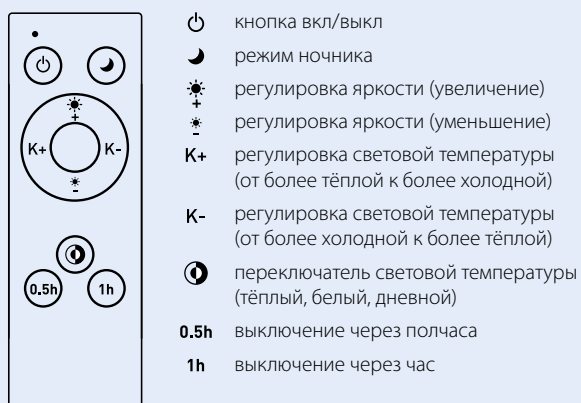 кнопка вкл/выкл
режим ночника
+
регулировка яркости (увеличение)
-
регулировка яркости (уменьшение)
K+ регулировка световой температуры
(от более тёплой к более холодной)
K- регулировка световой температуры
(от более холодной к более тёплой)
переключатель световой температуры
(тёплый, белый, дневной)
0.5h выключение через полчаса
1h выключение через час
+
K+ K-
-
0.5h 1h